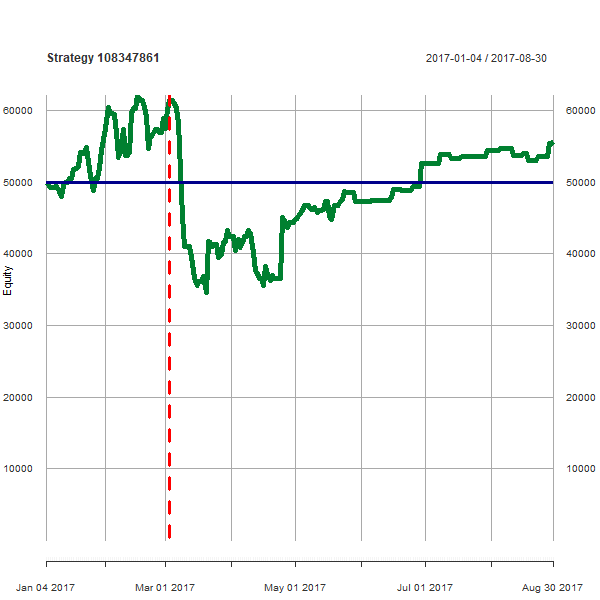 Strategy 108347861
2017-01-04 / 2017-08-30
60000
60000
50000
50000
40000
40000
Equity
30000
30000
20000
20000
10000
10000
Jan 04 2017
Mar 01 2017
May 01 2017
Jul 01 2017
Aug 30 2017